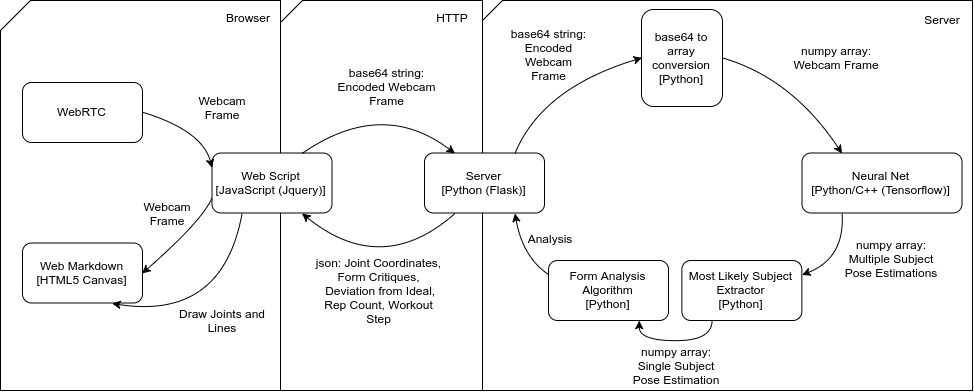 Browser
HTTP
Server
WebRTC
Webcam
Frame
Web Script
[JavaScript (Jquery)]
Webcam
Frame
Web Markdown
[HTML5 Canvas]
Draw Joints and
Lines
base64 string:
Encoded Webcam
Frame
Server
[Python (Flask)]
json: Joint Coordinates,
Form Critiques,
Deviation from Ideal,
Rep Count, Workout
Step
base64 string:
Encoded
Webcam
Frame
base64 to
array
conversion
[Python]
numpy array:
Webcam Frame
Neural Net
[Python/C++ (Tensorflow)]
numpy array:
Multiple Subject
Pose Estimations
Most Likely Subject
Extractor
[Python]
numpy array:
Single Subject
Pose Estimation
Form Analysis
Algorithm
[Python]
Analysis